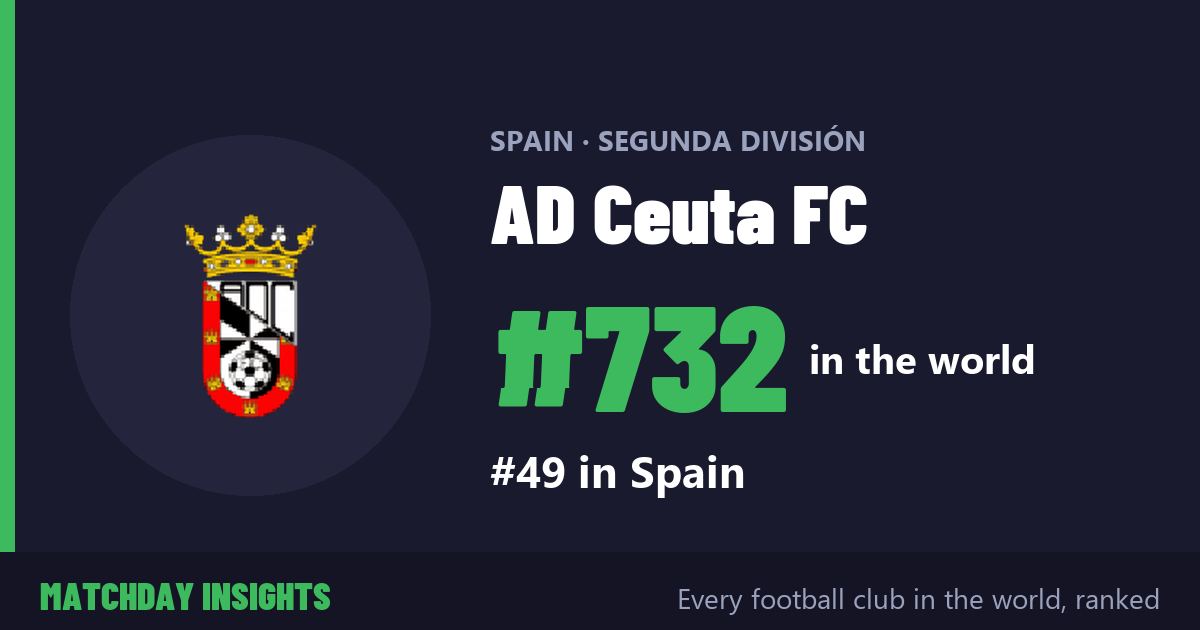 SPAIN · SEGUNDA DIVISIÓN
AD Ceuta FC
#732 in the world
#49 in Spain
MATCHDAY INSIGHTS
Every football club in the world, ranked